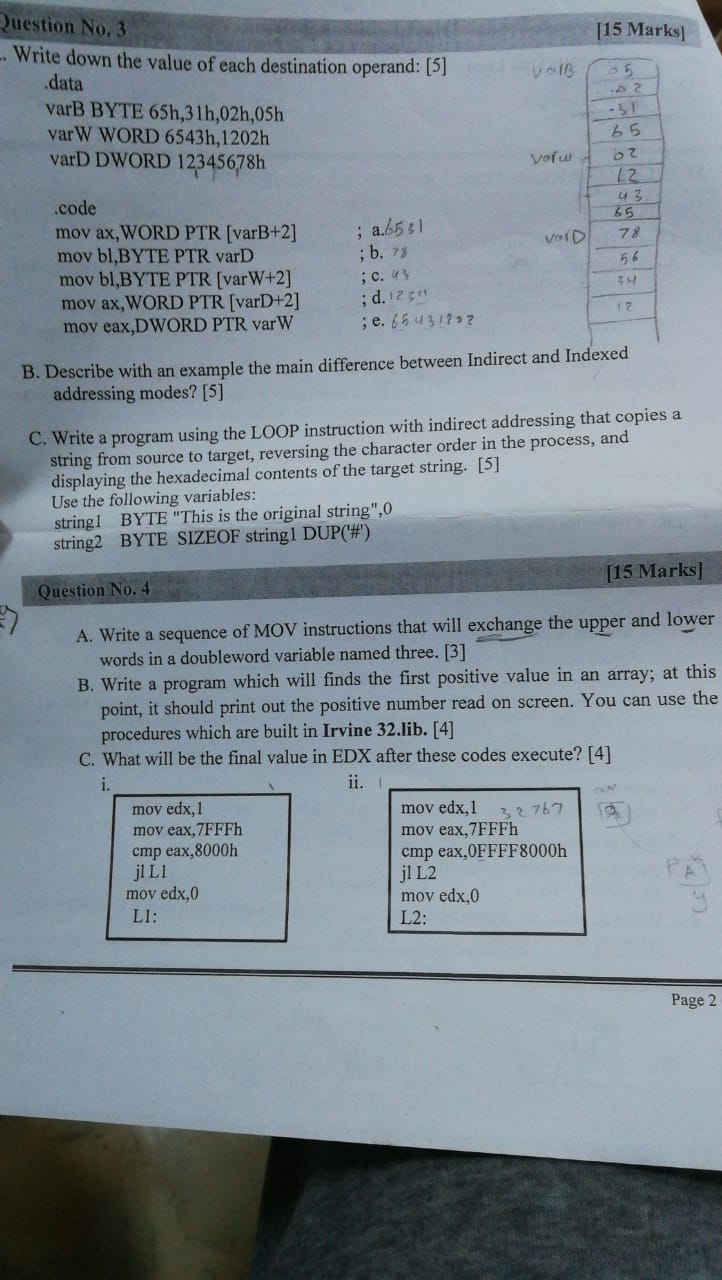 Question No. 3 [15 Marks]
. Write down the value of each destination operand: [5]
.data
varB BYTE 65h,31h,02h,05h
varW WORD 6543h,1202h
varD DWORD 12345678h
.code
mov ax,WORD PTR [varB+2] ; a. 6531
mov bl,BYTE PTR varD ; b. 78
mov bl,BYTE PTR [varW+2] ; c. 43
mov ax,WORD PTR [varD+2] ; d.
mov eax,DWORD PTR varW ; e. 65431202
varB 05
02
31
65
varw 02
12
43
65
varD 78
56
34
12
B. Describe with an example the main difference between Indirect and Indexed
addressing modes? [5]
C. Write a program using the LOOP instruction with indirect addressing that copies a
string from source to target, reversing the character order in the process, and
displaying the hexadecimal contents of the target string. [5]
Use the following variables:
string1 BYTE "This is the original string",0
string2 BYTE SIZEOF string1 DUP('#')
Question No. 4 [15 Marks]
A. Write a sequence of MOV instructions that will exchange the upper and lower
words in a doubleword variable named three. [3]
B. Write a program which will finds the first positive value in an array; at this
point, it should print out the positive number read on screen. You can use the
procedures which are built in Irvine 32.lib. [4]
C. What will be the final value in EDX after these codes execute? [4]
i.
mov edx,1
mov eax,7FFFh
cmp eax,8000h
jl L1
mov edx,0
L1:
ii.
mov edx,1 32767
mov eax,7FFFh
cmp eax,0FFFF8000h
jl L2
mov edx,0
L2:
Page 2